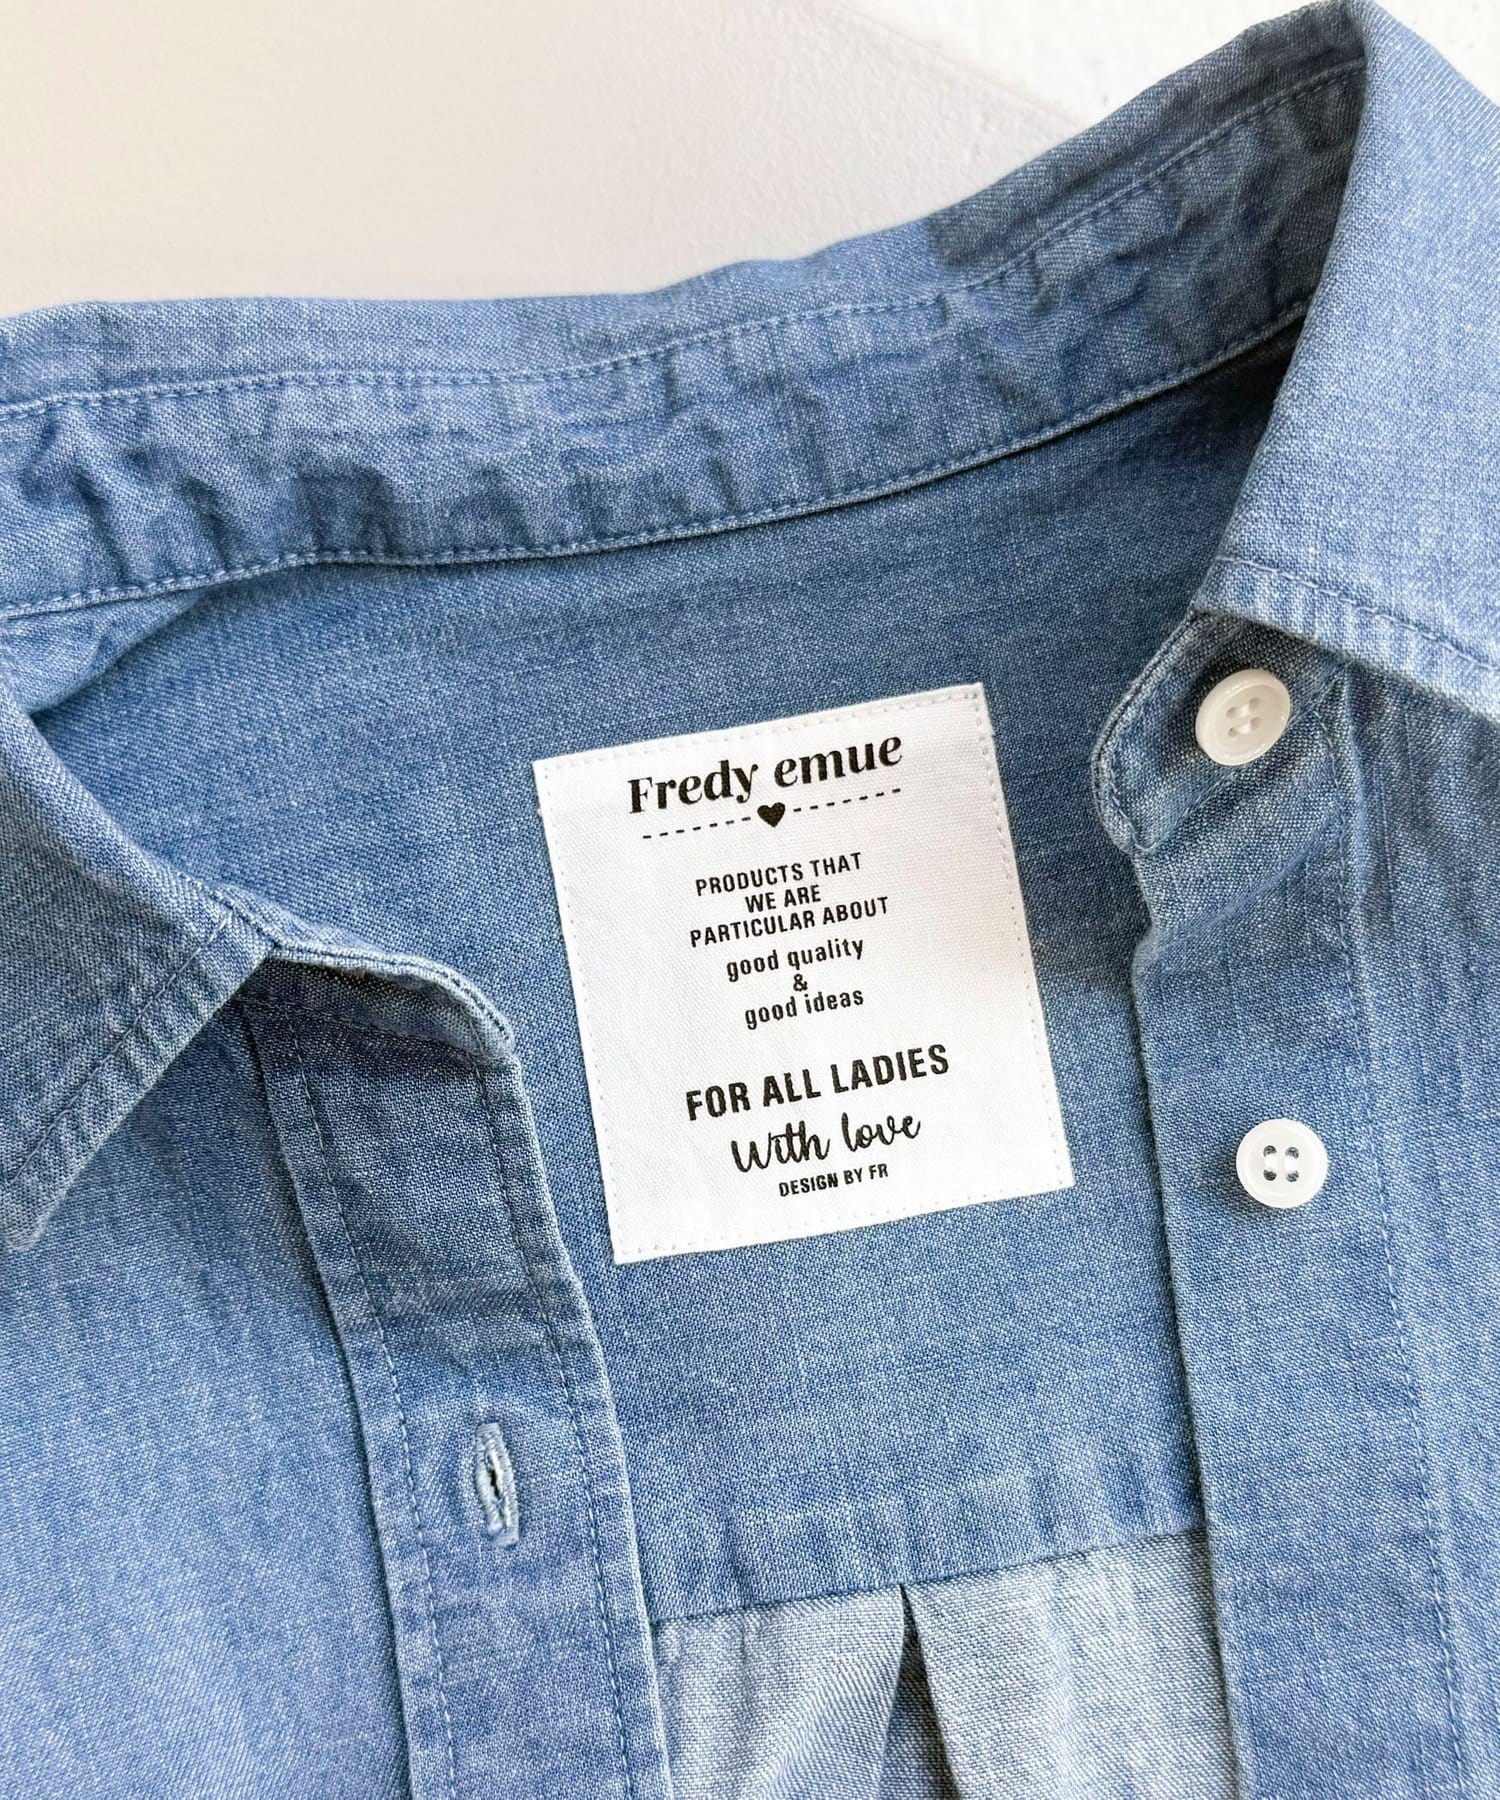 Fredy emue
PRODUCTS THAT
WE ARE
PARTICULAR ABOUT
good quality
&
good ideas
FOR ALL LADIES
With love
DESIGN BY FR